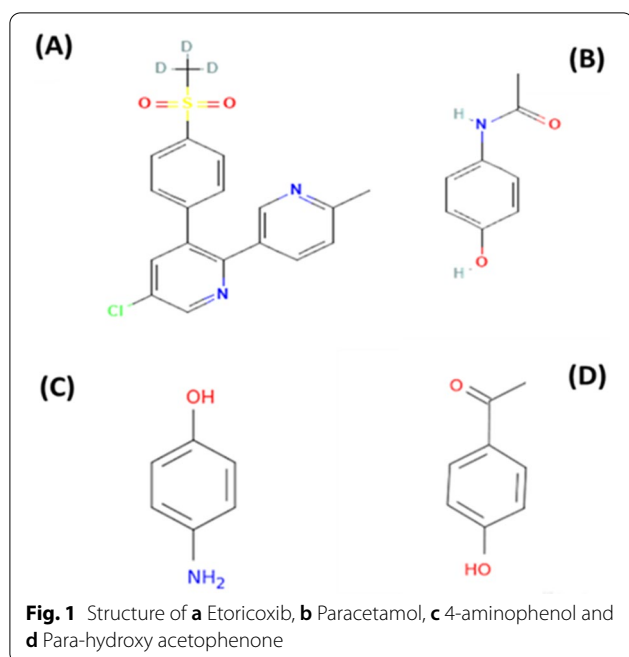 (A)
D
D
D
O
S
O
N
N
Cl
(B)
H
N
O
O
H
(C)
OH
NH2
(D)
O
HO
Fig. 1 Structure of a Etoricoxib, b Paracetamol, c 4-aminophenol and
d Para-hydroxy acetophenone